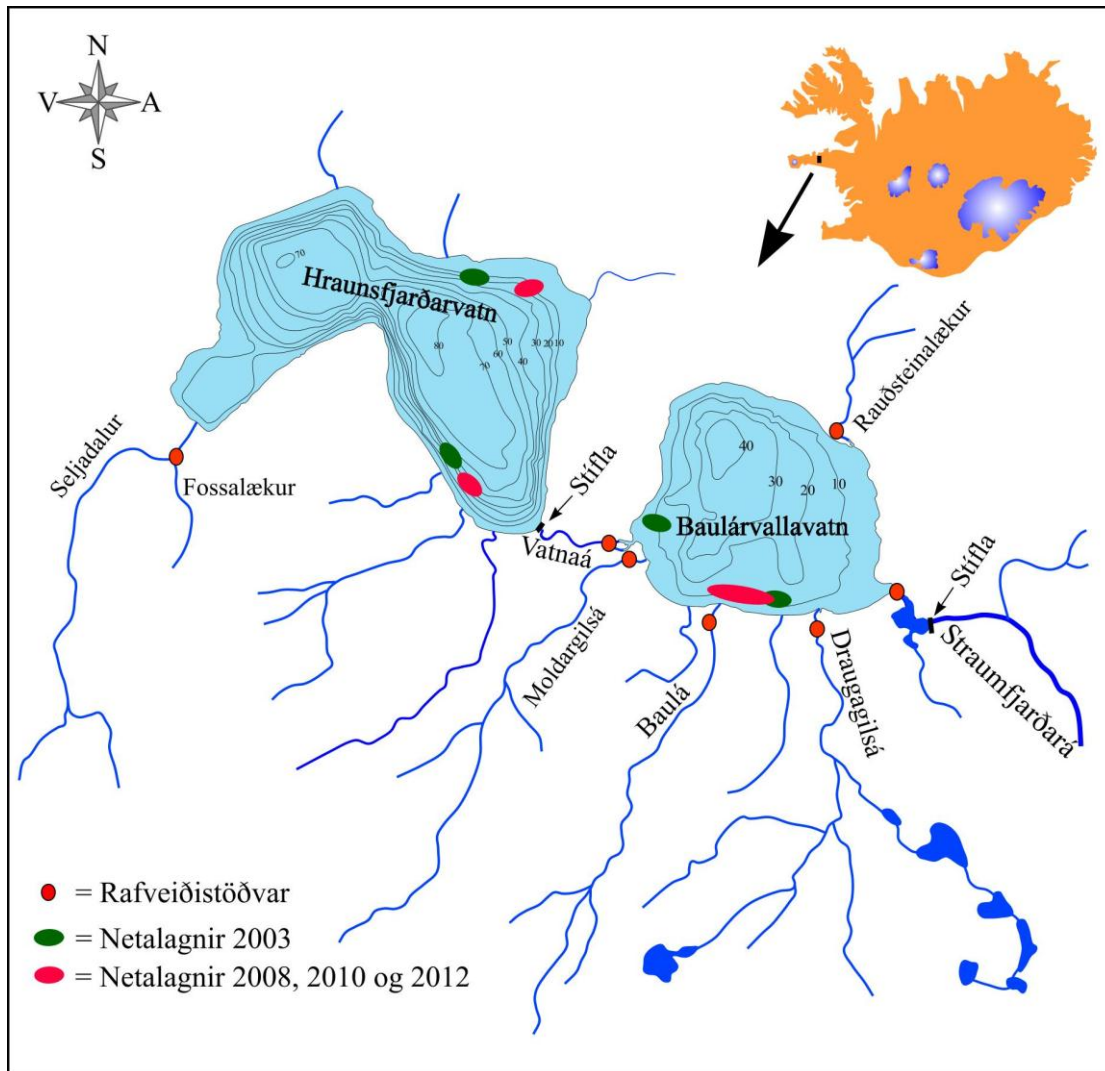 N
V
A
S
70
Hraunsfjarðarvatn
80
70
60
50
40
30
20
10
Rauðsteinalækur
Seljadalur
Fossalækur
Stífla
Vatnaá
40
30
20
10
Baulárvallavatn
Stífla
Straumfjarðará
Moldargilsá
Baulá
Draugagilsá
= Rafveiðistöðvar
= Netalagnir 2003
= Netalagnir 2008, 2010 og 2012